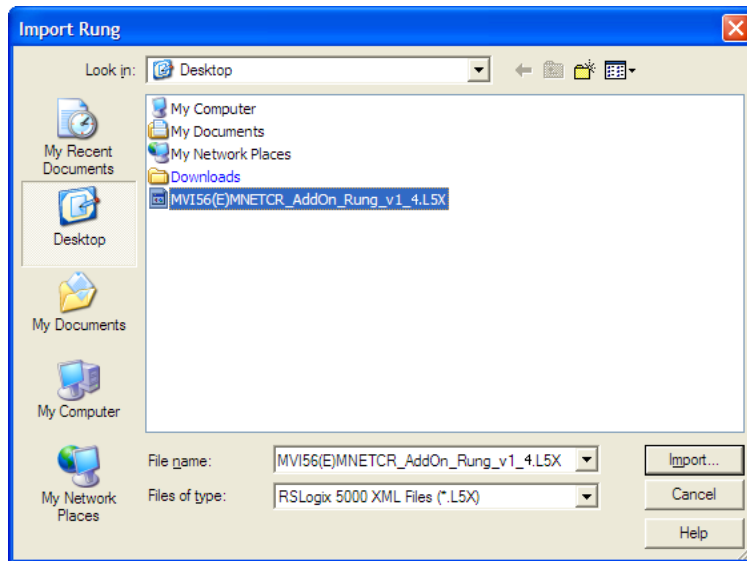 Import Rung
Look in:
Desktop
My Recent
Documents
Desktop
My Documents
My Computer
My Network
Places
My Computer
My Documents
My Network Places
Downloads
MVI56(E)MNETCR_AddOn_Rung_v1_4.L5X
File name:
MVI56(E)MNETCR_AddOn_Rung_v1_4.L5X
Import...
Files of type:
RSLogix 5000 XML Files (*.L5X)
Cancel
Help